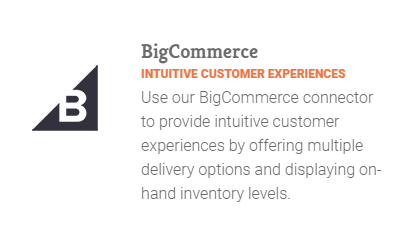 BigCommerce
INTUITIVE CUSTOMER EXPERIENCES
B
Use our BigCommerce connector
to provide intuitive customer
experiences by offering multiple
delivery options and displaying on-
hand inventory levels.